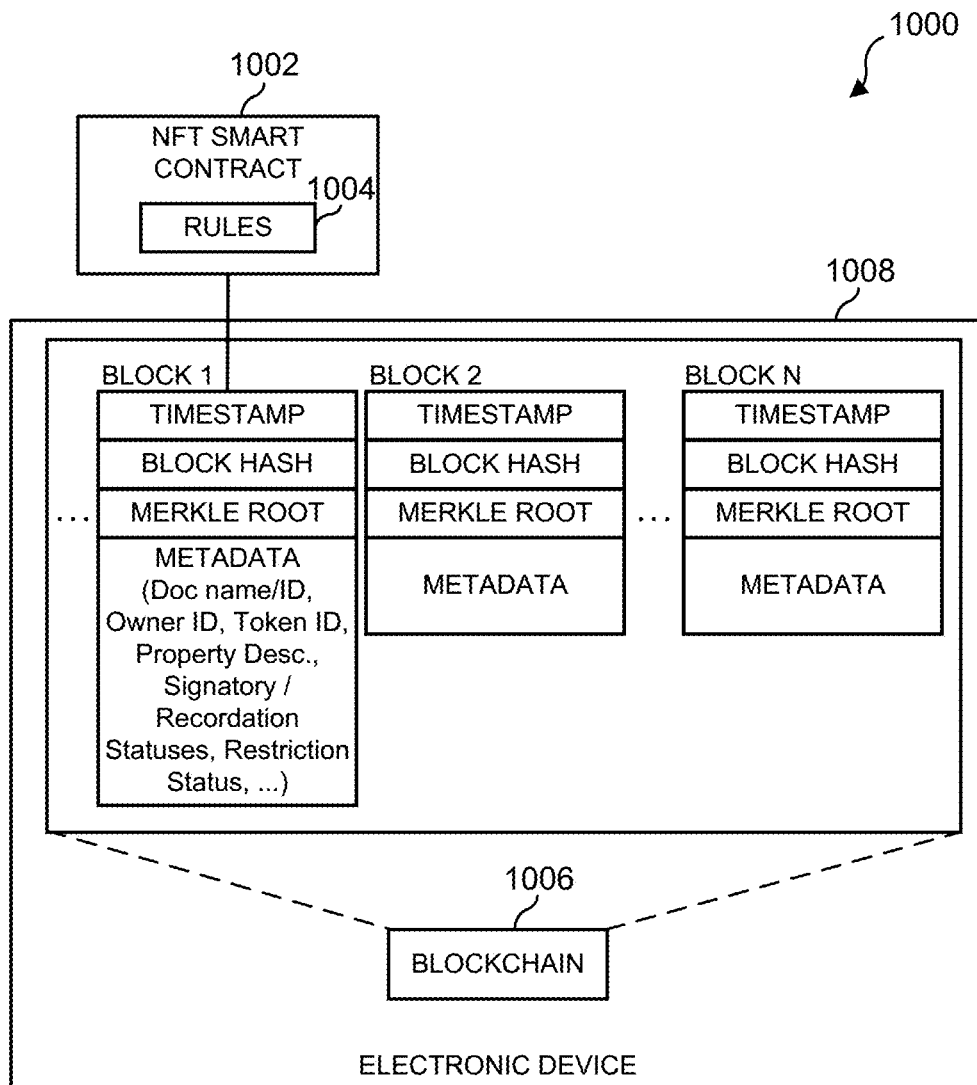 1000
1002
NFT SMART
CONTRACT
1004
RULES
1008
BLOCK 1
TIMESTAMP
BLOCK HASH
... MERKLE ROOT
METADATA
(Doc name/ID,
Owner ID, Token ID,
Property Desc.,
Signatory /
Recordation
Statuses, Restriction
Status, ...)
BLOCK 2
TIMESTAMP
BLOCK HASH
MERKLE ROOT ...
METADATA
BLOCK N
TIMESTAMP
BLOCK HASH
MERKLE ROOT
METADATA
1006
BLOCKCHAIN
ELECTRONIC DEVICE